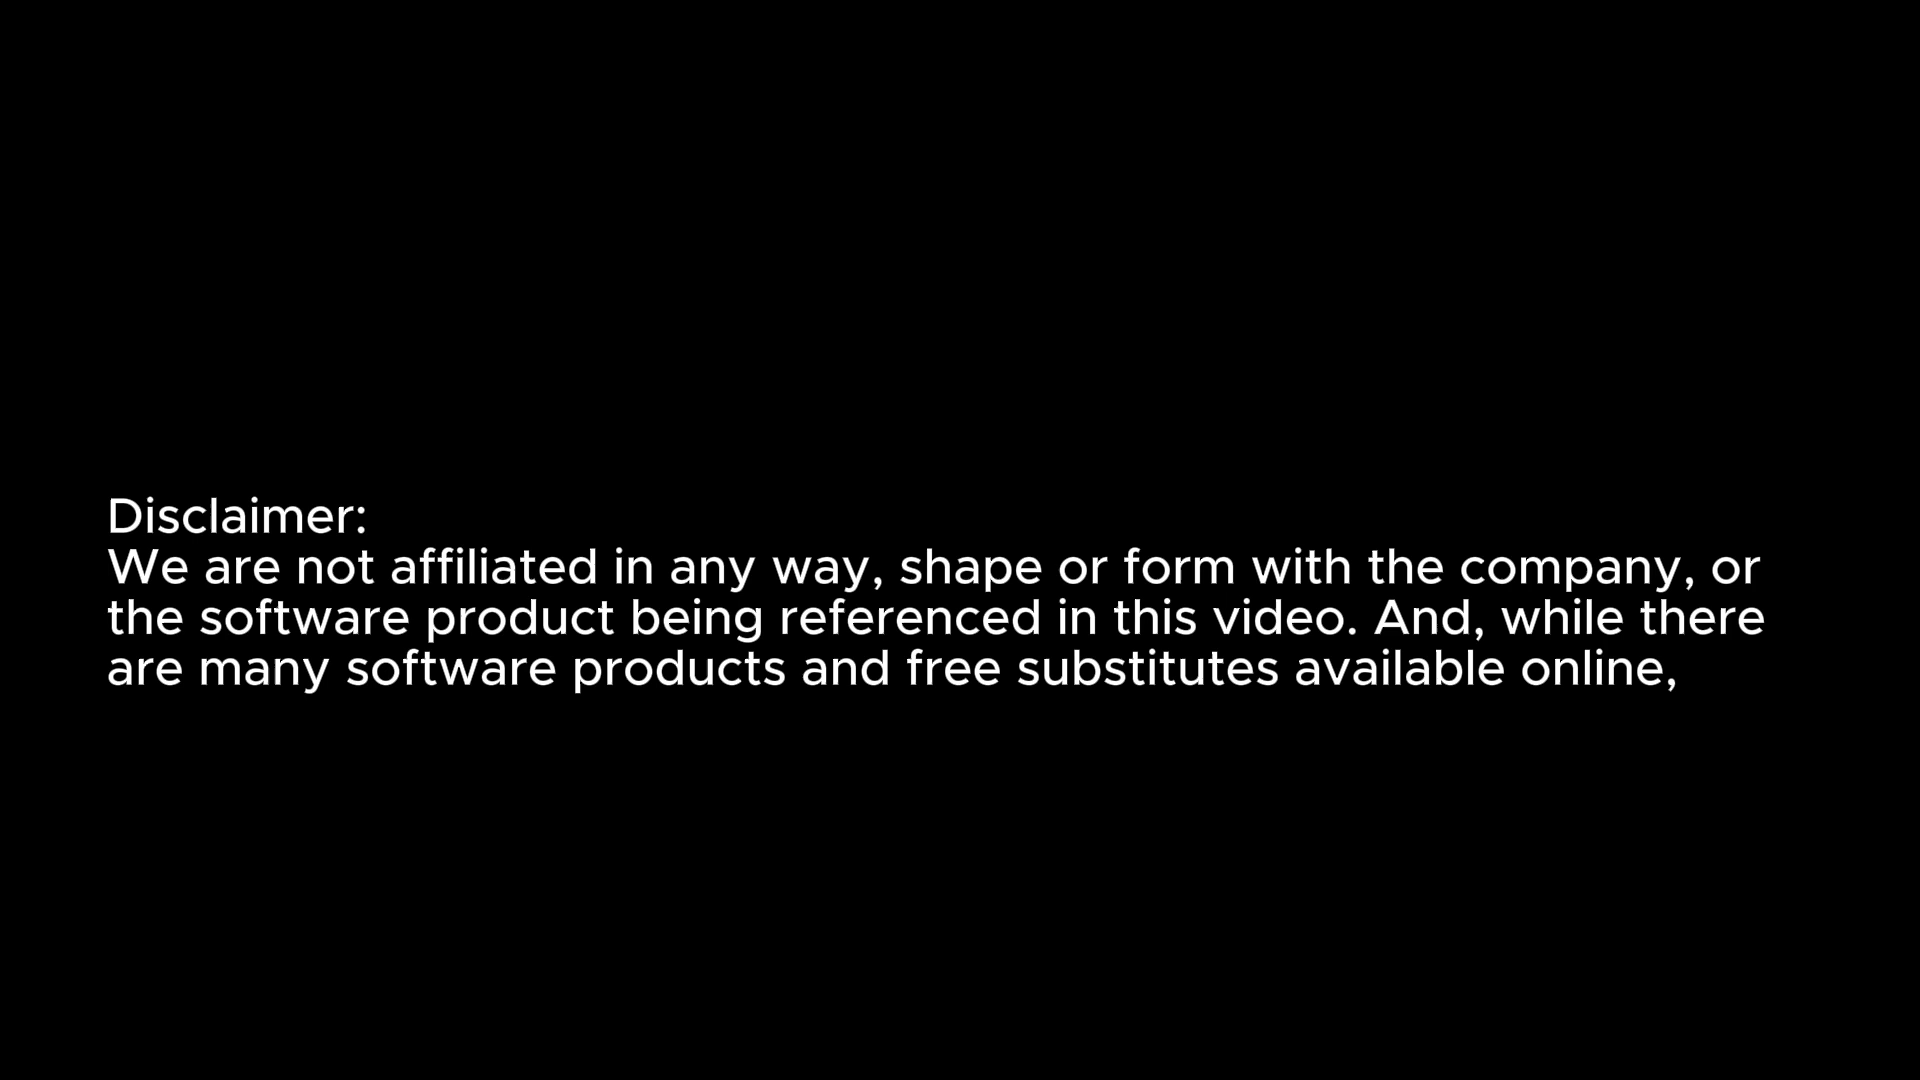 Disclaimer:
We are not affiliated in any way, shape or form with the company, or
the software product being referenced in this video. And, while there
are many software products and free substitutes available online,